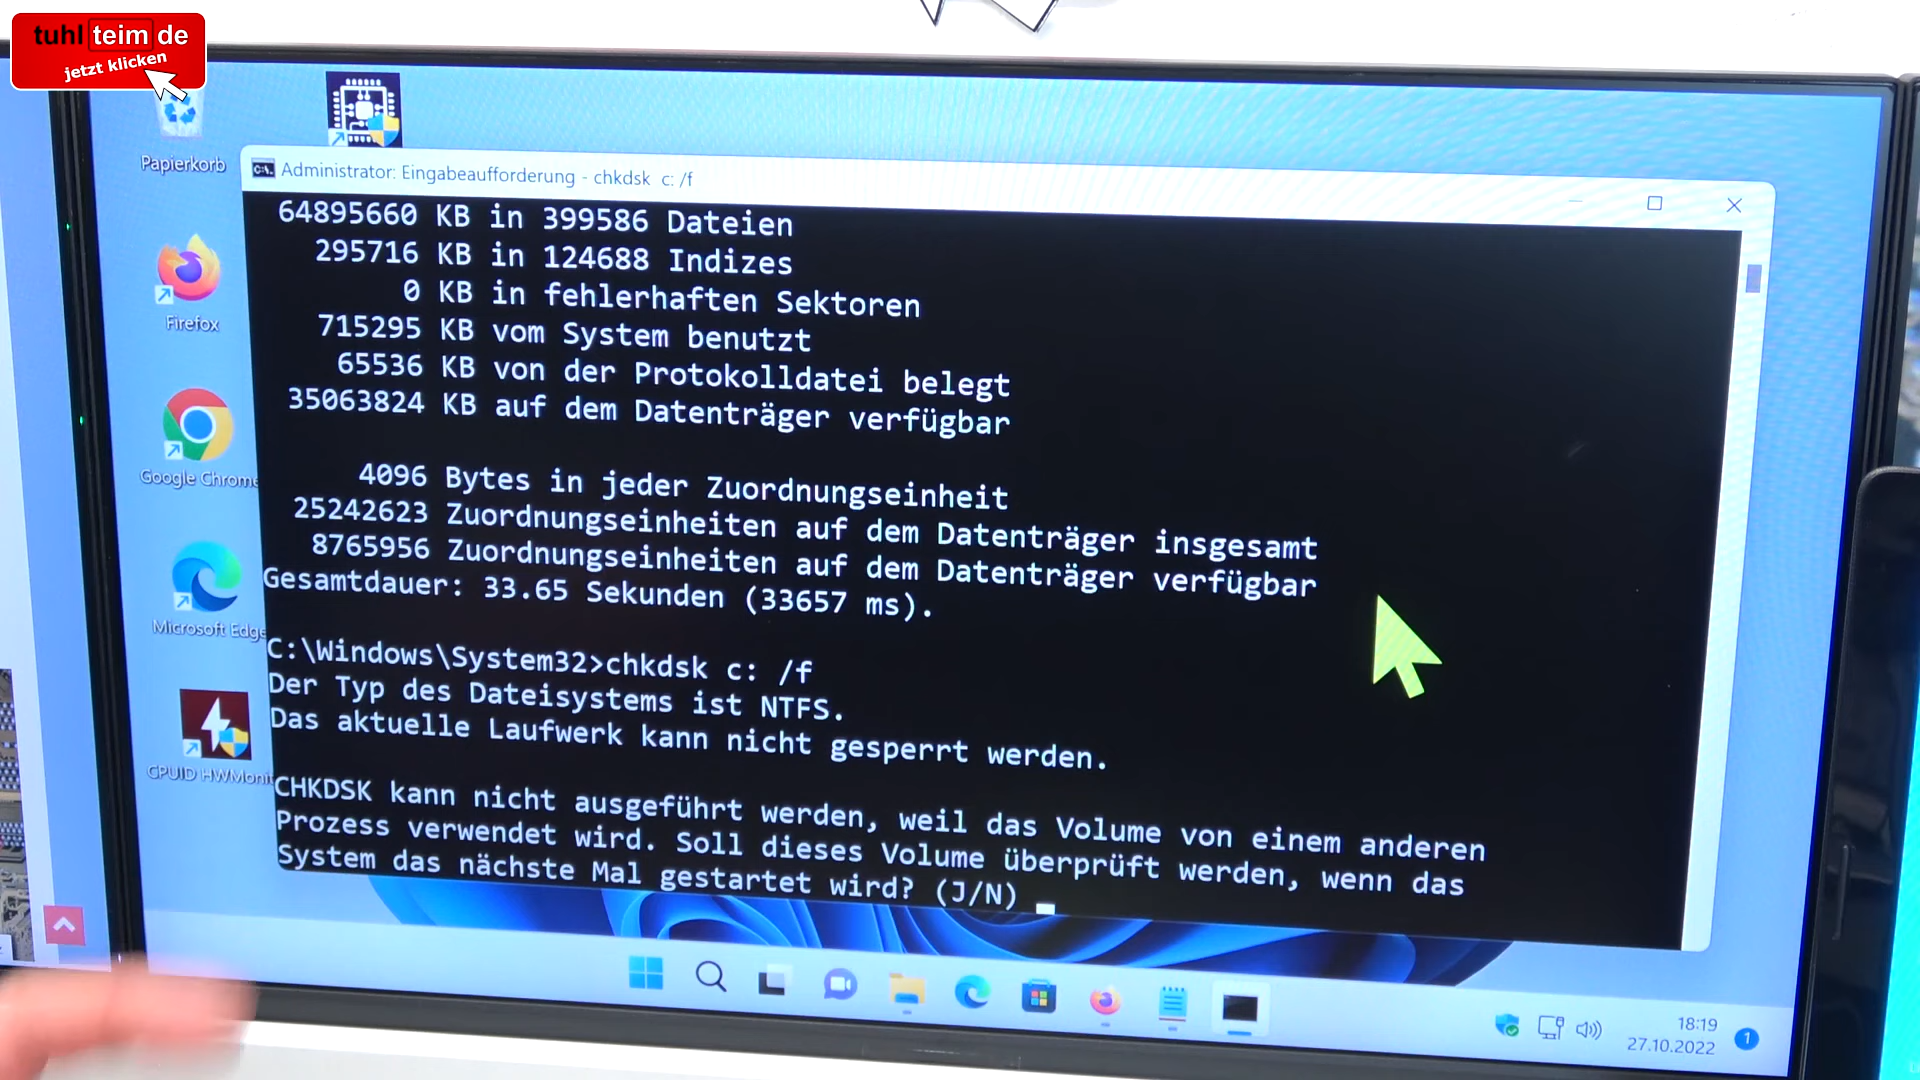 tuhl teim de
jetzt klicken
Papierkorb
Administrator: Eingabeaufforderung - chkdsk c: /f
64895660 KB in 399586 Dateien
295716 KB in 124688 Indizes
0 KB in fehlerhaften Sektoren
715295 KB vom System benutzt
65536 KB von der Protokolldatei belegt
35063824 KB auf dem Datenträger verfügbar
4096 Bytes in jeder Zuordnungseinheit
25242623 Zuordnungseinheiten auf dem Datenträger insgesamt
8765956 Zuordnungseinheiten auf dem Datenträger verfügbar
Gesamtdauer: 33.65 Sekunden (33657 ms).
C:\Windows\System32>chkdsk c: /f
Der Typ des Dateisystems ist NTFS.
Das aktuelle Laufwerk kann nicht gesperrt werden.
CHKDSK kann nicht ausgeführt werden, weil das Volume von einem anderen
Prozess verwendet wird. Soll dieses Volume überprüft werden, wenn das
System das nächste Mal gestartet wird? (J/N)
Firefox
Google Chrome
Microsoft Edge
CPUID HWMonit
18:19
27.10.2022
1